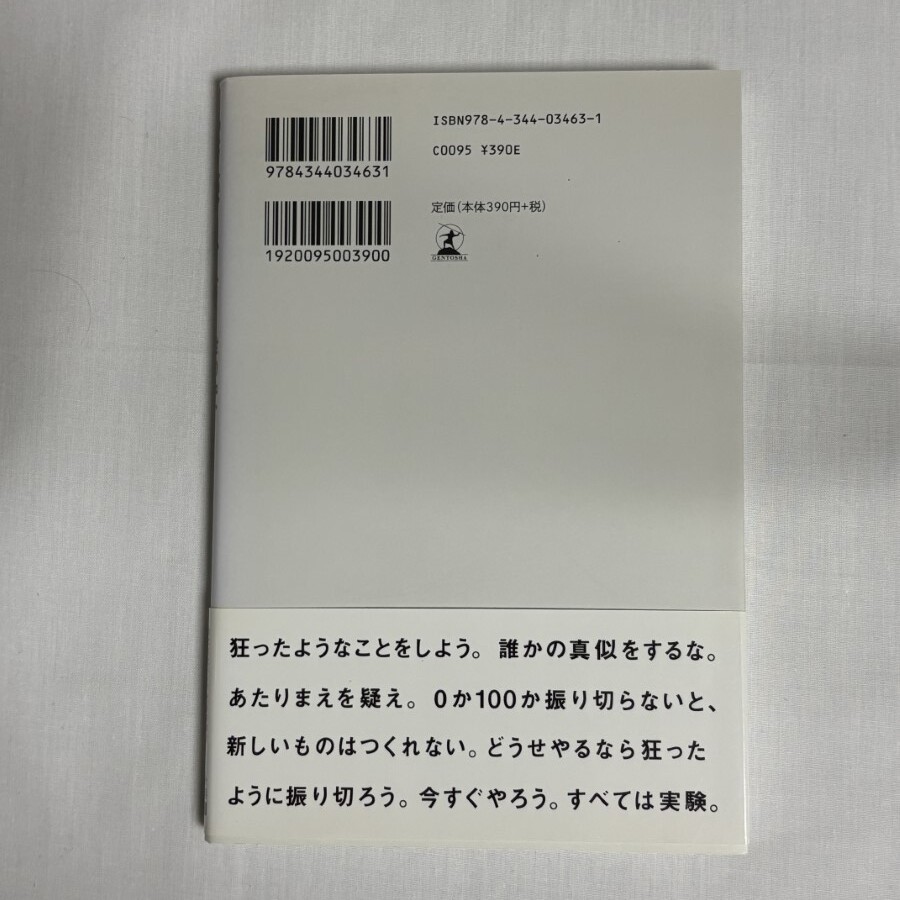 ISBN978-4-344-03463-1
C0095 ¥390E
9784344034631
定価(本体390円+税)
1920095003900
GENTOSHA
狂ったようなことをしよう。誰かの真似をするな。
あたりまえを疑え。0か100か振り切らないと、
新しいものはつくれない。どうせやるなら狂った
ように振り切ろう。今すぐやろう。すべては実験。